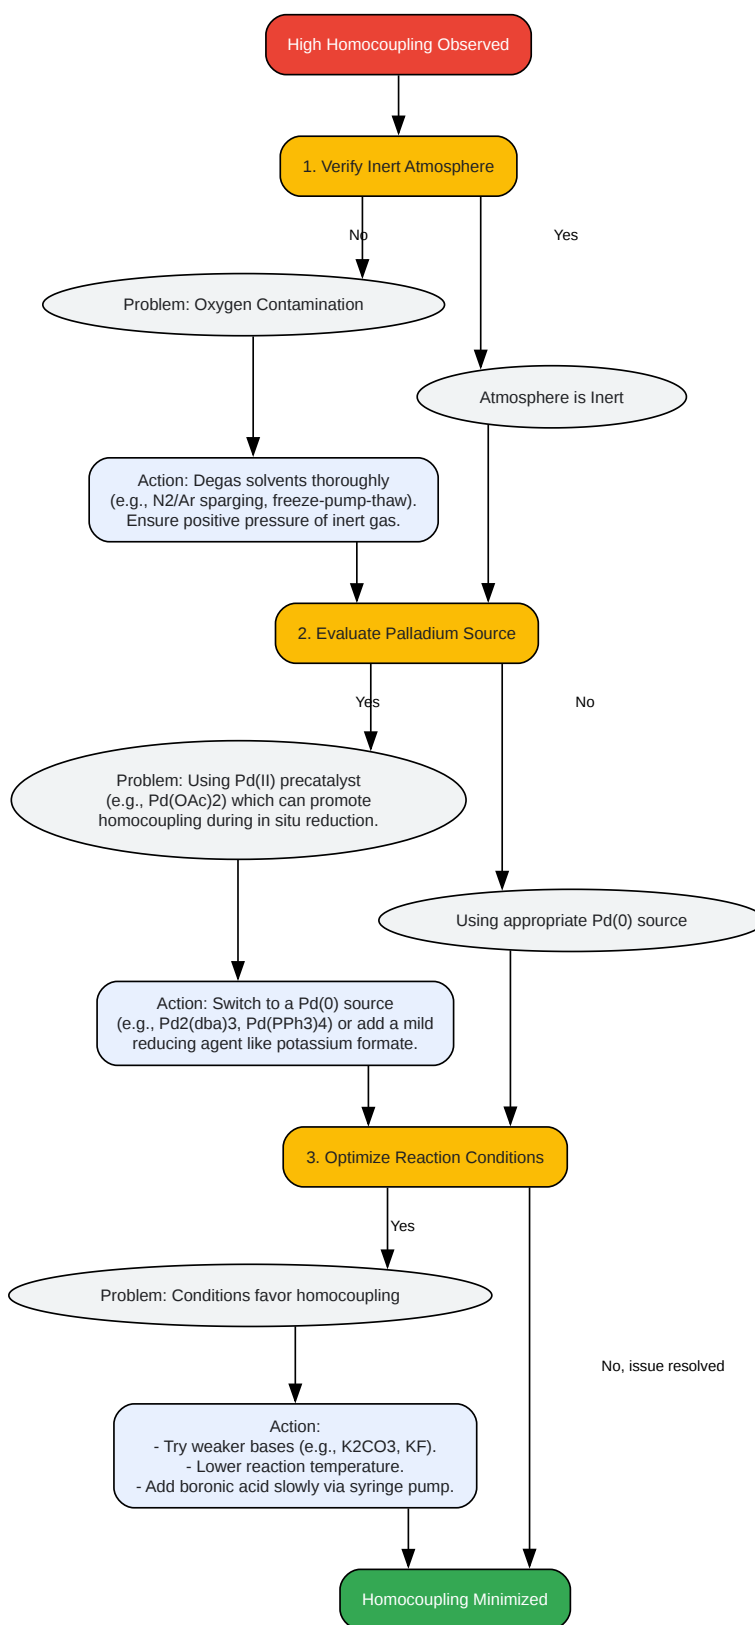 High Homocoupling Observed
1. Verify Inert Atmosphere
No
Yes
Problem: Oxygen Contamination
Atmosphere is Inert
Action: Degas solvents thoroughly
(e.g., N2/Ar sparging, freeze-pump-thaw).
Ensure positive pressure of inert gas.
2. Evaluate Palladium Source
Yes
No
Problem: Using Pd(II) precatalyst
(e.g., Pd(OAc)2) which can promote
homocoupling during in situ reduction.
Using appropriate Pd(0) source
Action: Switch to a Pd(0) source
(e.g., Pd2(dba)3, Pd(PPh3)4) or add a mild
reducing agent like potassium formate.
3. Optimize Reaction Conditions
Yes
Problem: Conditions favor homocoupling
No, issue resolved
Action:
- Try weaker bases (e.g., K2CO3, KF).
- Lower reaction temperature.
- Add boronic acid slowly via syringe pump.
Homocoupling Minimized